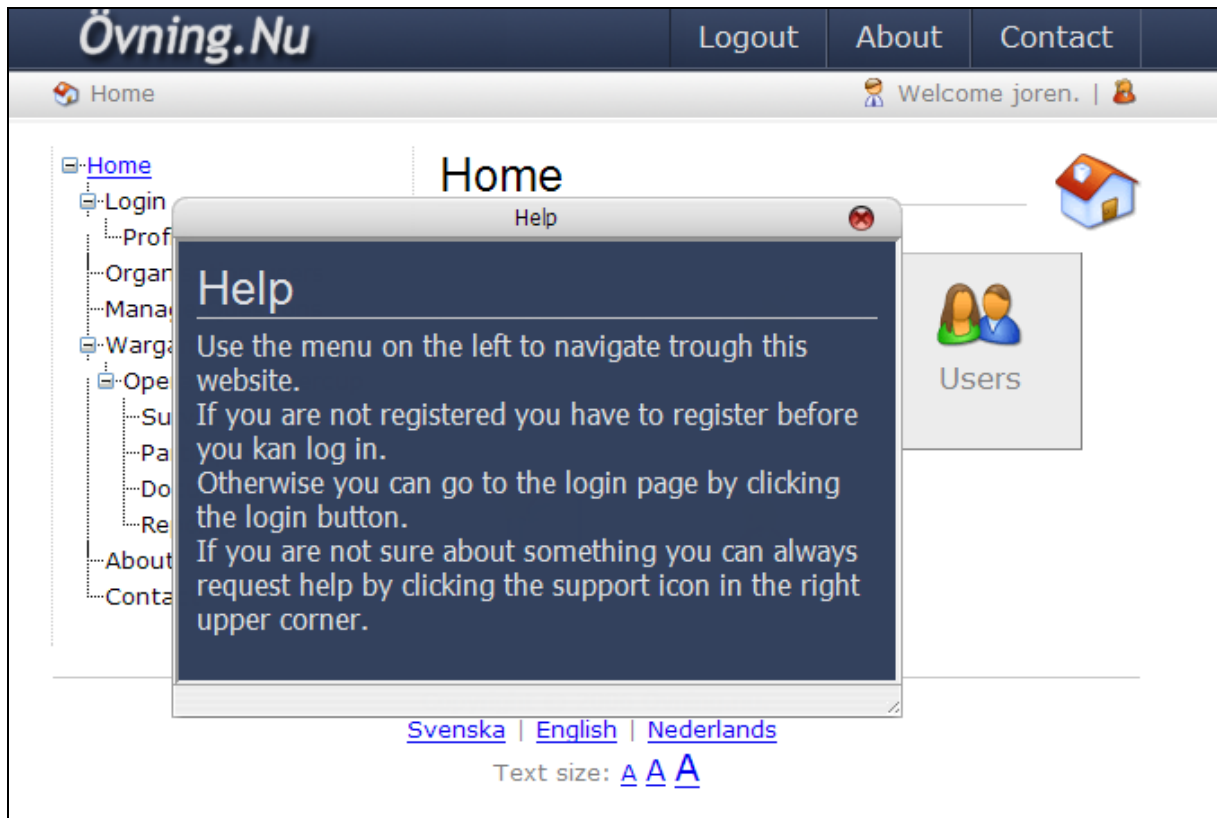 Övning.Nu
Logout About Contact
Home
Welcome joren. |
Home
Login
Home
Help
Help
Use the menu on the left to navigate trough this
website.
If you are not registered you have to register before
you kan log in.
Otherwise you can go to the login page by clicking
the login button.
If you are not sure about something you can always
request help by clicking the support icon in the right
upper corner.
Users
About
Svenska | English | Nederlands
Text size: A A A